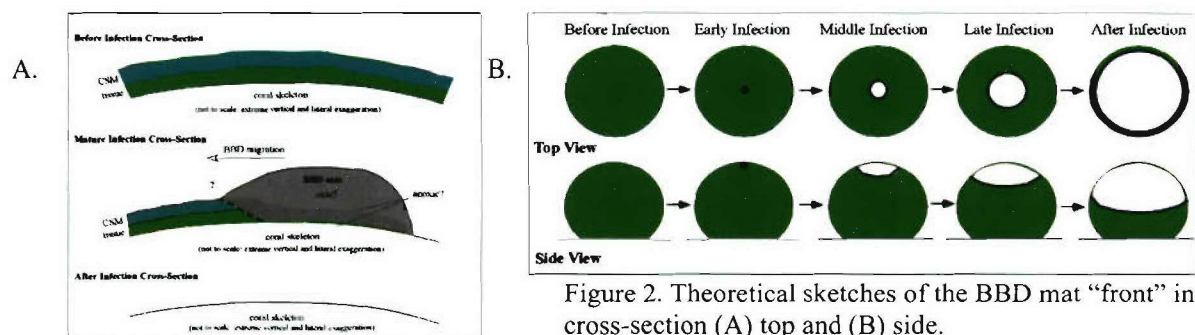 A.
Before Infection Cross-Section
CSM
tissue
coral skeleton
(not to scale: extreme vertical and lateral exaggeration)
Mature Infection Cross-Section
BBD migration
?
CSM
tissue
coral skeleton
(not to scale: extreme vertical and lateral exaggeration)
After Infection Cross-Section
coral skeleton
(not to scale: extreme vertical and lateral exaggeration)
B.
Before Infection Early Infection Middle Infection Late Infection After Infection
Top View
Side View
Figure 2. Theoretical sketches of the BBD mat “front” in
cross-section (A) top and (B) side.